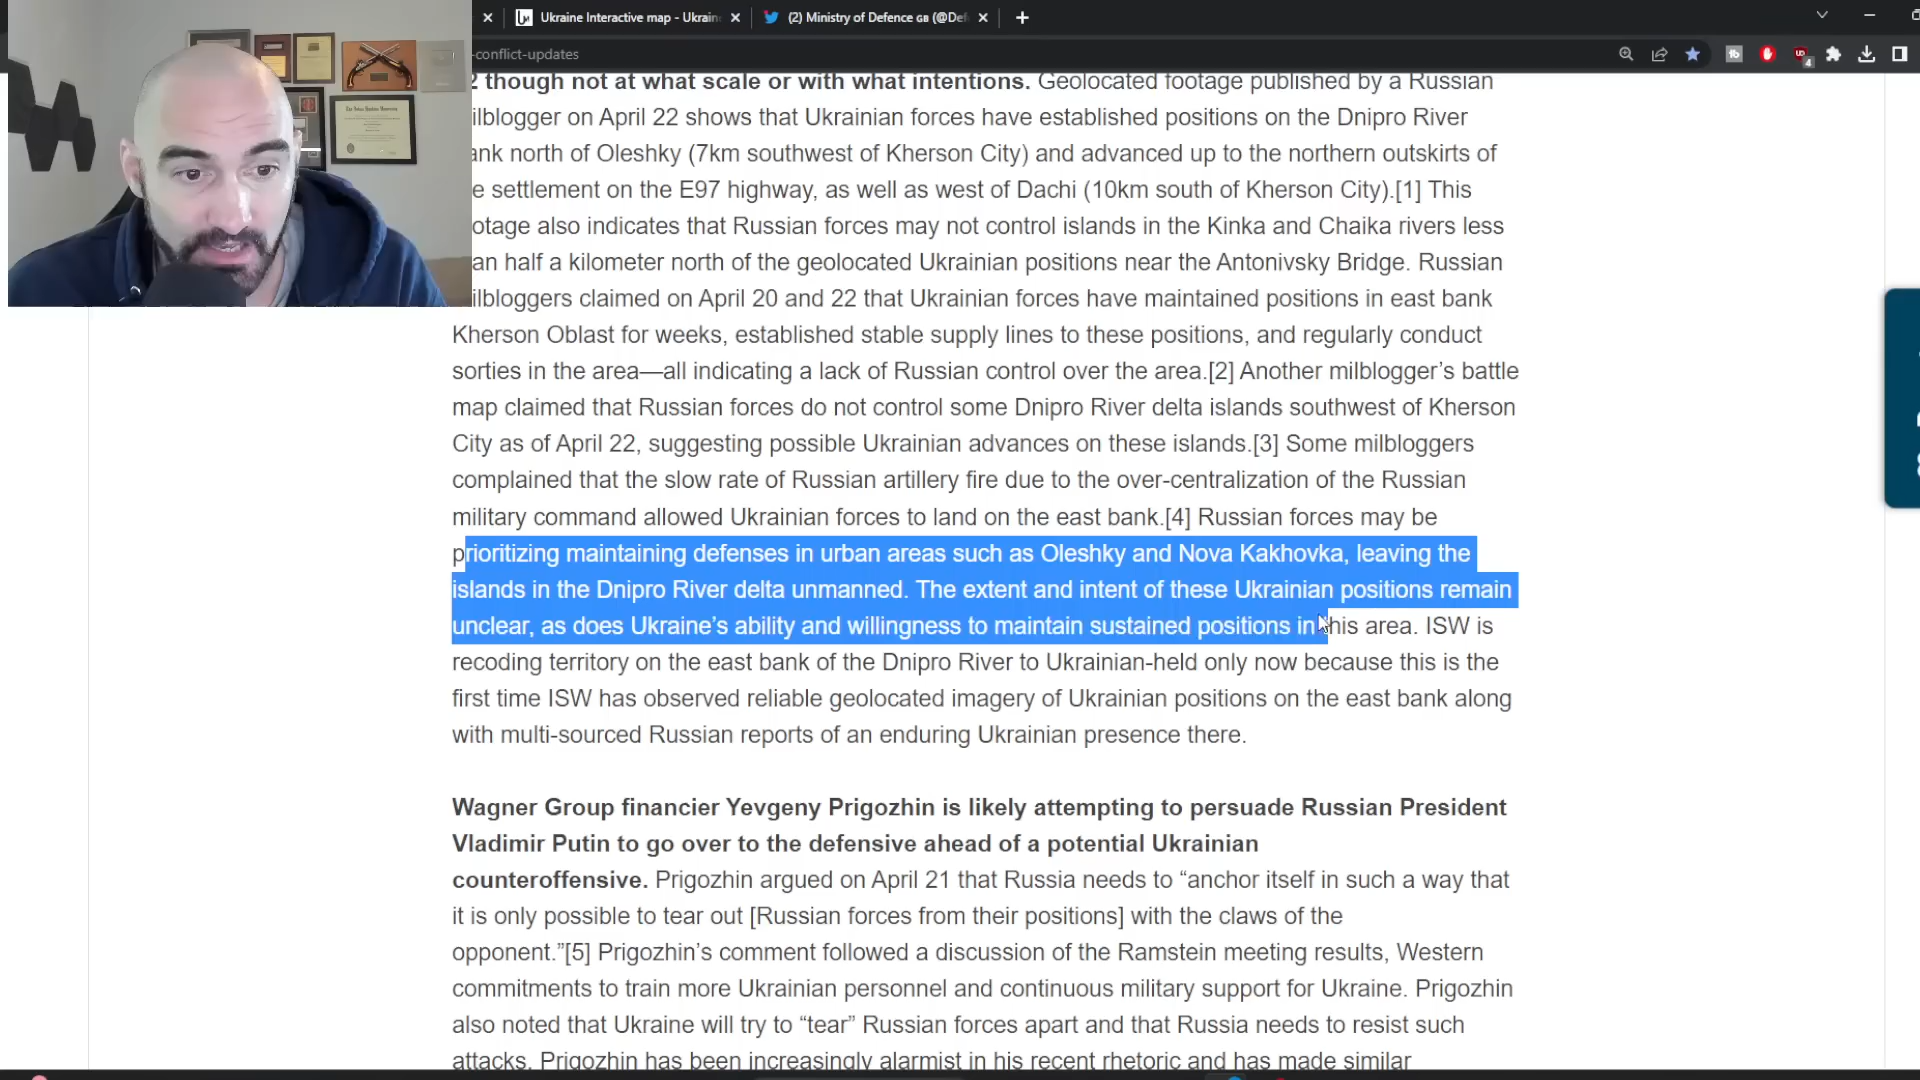 Ukraine Interactive map - Ukrain
(2) Ministry of Defence GB (@Def
-conflict-updates
2 though not at what scale or with what intentions. Geolocated footage published by a Russian
ilblogger on April 22 shows that Ukrainian forces have established positions on the Dnipro River
ank north of Oleshky (7km southwest of Kherson City) and advanced up to the northern outskirts of
e settlement on the E97 highway, as well as west of Dachi (10km south of Kherson City).[1] This
otage also indicates that Russian forces may not control islands in the Kinka and Chaika rivers less
an half a kilometer north of the geolocated Ukrainian positions near the Antonivsky Bridge. Russian
ilbloggers claimed on April 20 and 22 that Ukrainian forces have maintained positions in east bank
Kherson Oblast for weeks, established stable supply lines to these positions, and regularly conduct
sorties in the area—all indicating a lack of Russian control over the area.[2] Another milblogger’s battle
map claimed that Russian forces do not control some Dnipro River delta islands southwest of Kherson
City as of April 22, suggesting possible Ukrainian advances on these islands.[3] Some milbloggers
complained that the slow rate of Russian artillery fire due to the over-centralization of the Russian
military command allowed Ukrainian forces to land on the east bank.[4] Russian forces may be
prioritizing maintaining defenses in urban areas such as Oleshky and Nova Kakhovka, leaving the
islands in the Dnipro River delta unmanned. The extent and intent of these Ukrainian positions remain
unclear, as does Ukraine’s ability and willingness to maintain sustained positions in this area. ISW is
recoding territory on the east bank of the Dnipro River to Ukrainian-held only now because this is the
first time ISW has observed reliable geolocated imagery of Ukrainian positions on the east bank along
with multi-sourced Russian reports of an enduring Ukrainian presence there.
Wagner Group financier Yevgeny Prigozhin is likely attempting to persuade Russian President
Vladimir Putin to go over to the defensive ahead of a potential Ukrainian
counteroffensive. Prigozhin argued on April 21 that Russia needs to “anchor itself in such a way that
it is only possible to tear out [Russian forces from their positions] with the claws of the
opponent.”[5] Prigozhin’s comment followed a discussion of the Ramstein meeting results, Western
commitments to train more Ukrainian personnel and continuous military support for Ukraine. Prigozhin
also noted that Ukraine will try to “tear” Russian forces apart and that Russia needs to resist such
attacks. Prigozhin has been increasingly alarmist in his recent rhetoric and has made similar